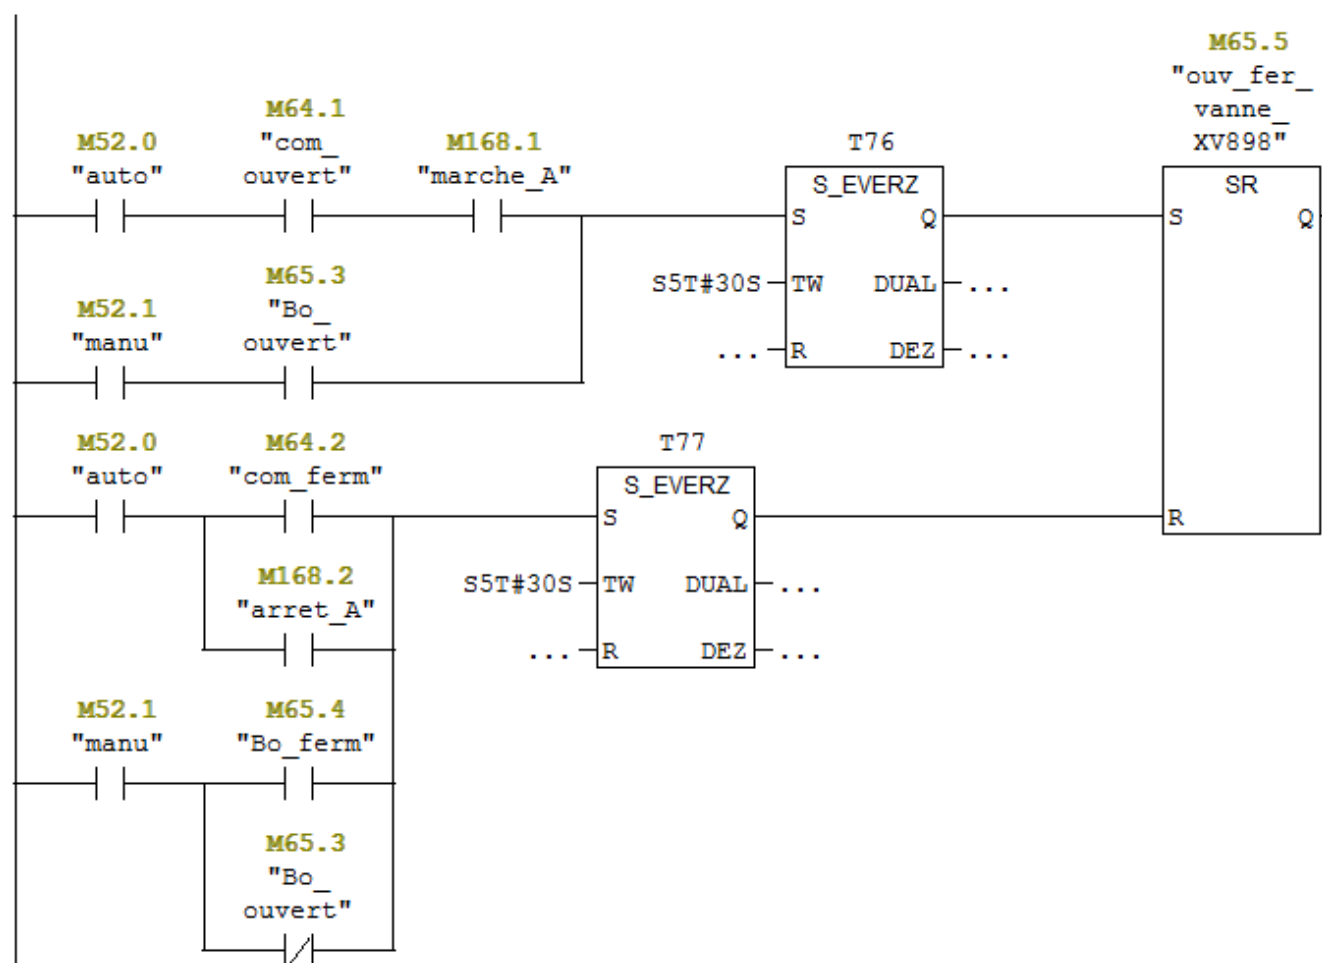 M65.5
"ouv_fer_
vanne_
XV898"
M64.1
"com_
ouvert"
M52.0
"auto"
M168.1
"marche_A"
T76
S_EVERZ
SR
S Q
S Q
M65.3
"Bo_
ouvert"
S5T#30S TW DUAL ...
M52.1
"manu"
... R DEZ ...
M52.0
"auto"
M64.2
"com_ferm"
T77
S_EVERZ
S Q
R
M168.2
"arret_A"
S5T#30S TW DUAL ...
... R DEZ ...
M52.1
"manu"
M65.4
"Bo_ferm"
M65.3
"Bo_
ouvert"